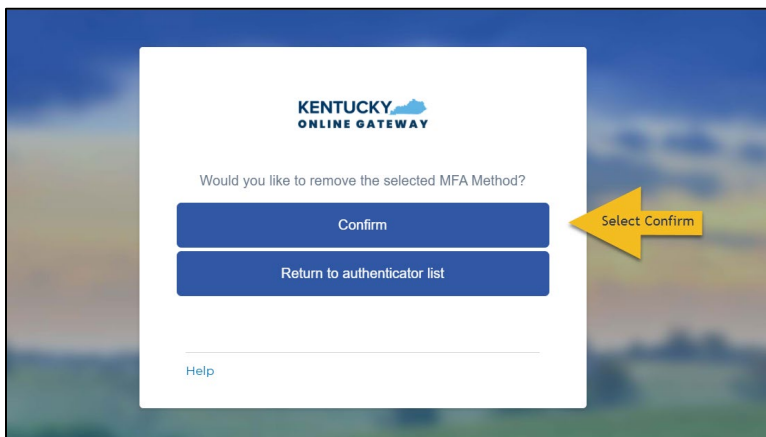 KENTUCKY
ONLINE GATEWAY
Would you like to remove the selected MFA Method?
Confirm
Select Confirm
Return to authenticator list
Help